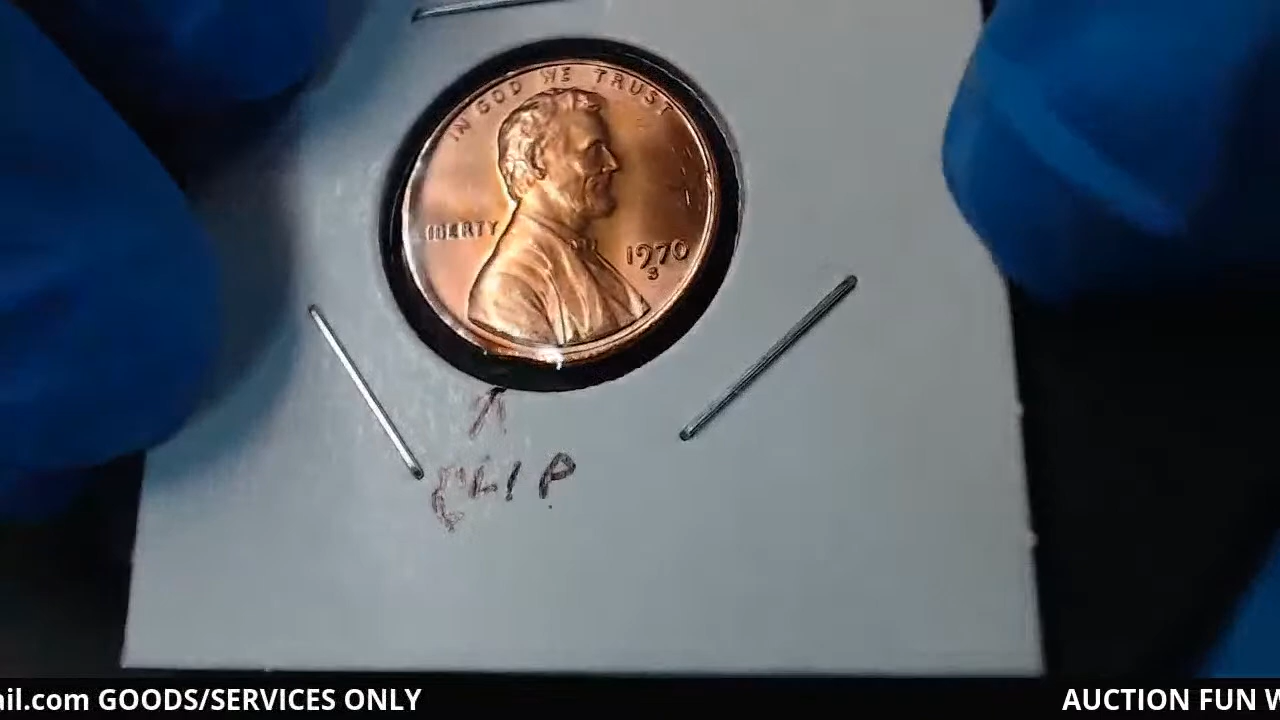 IN GOD WE TRUST
LIBERTY
1970
S
CLIP
ail.com GOODS/SERVICES ONLY
AUCTION FUN W